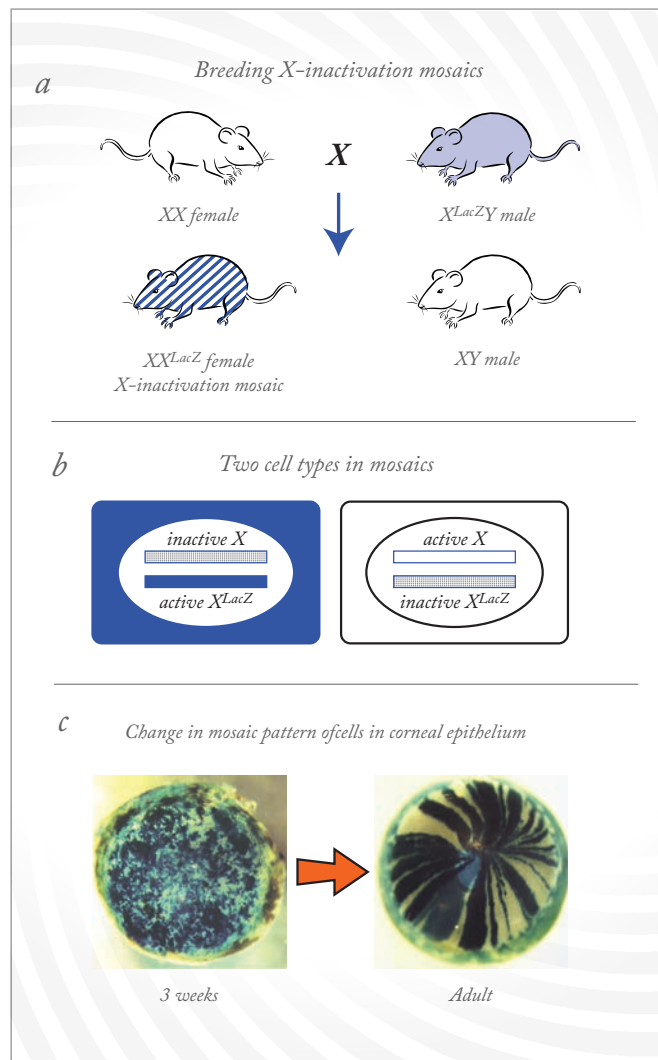 a
Breeding X-inactivation mosaics
X
XX female
X^LacZ Y male
XX^LacZ female
X-inactivation mosaic
XY male
b
Two cell types in mosaics
inactive X
active X^LacZ
active X
inactive X^LacZ
c
Change in mosaic pattern ofcells in corneal epithelium
3 weeks
Adult